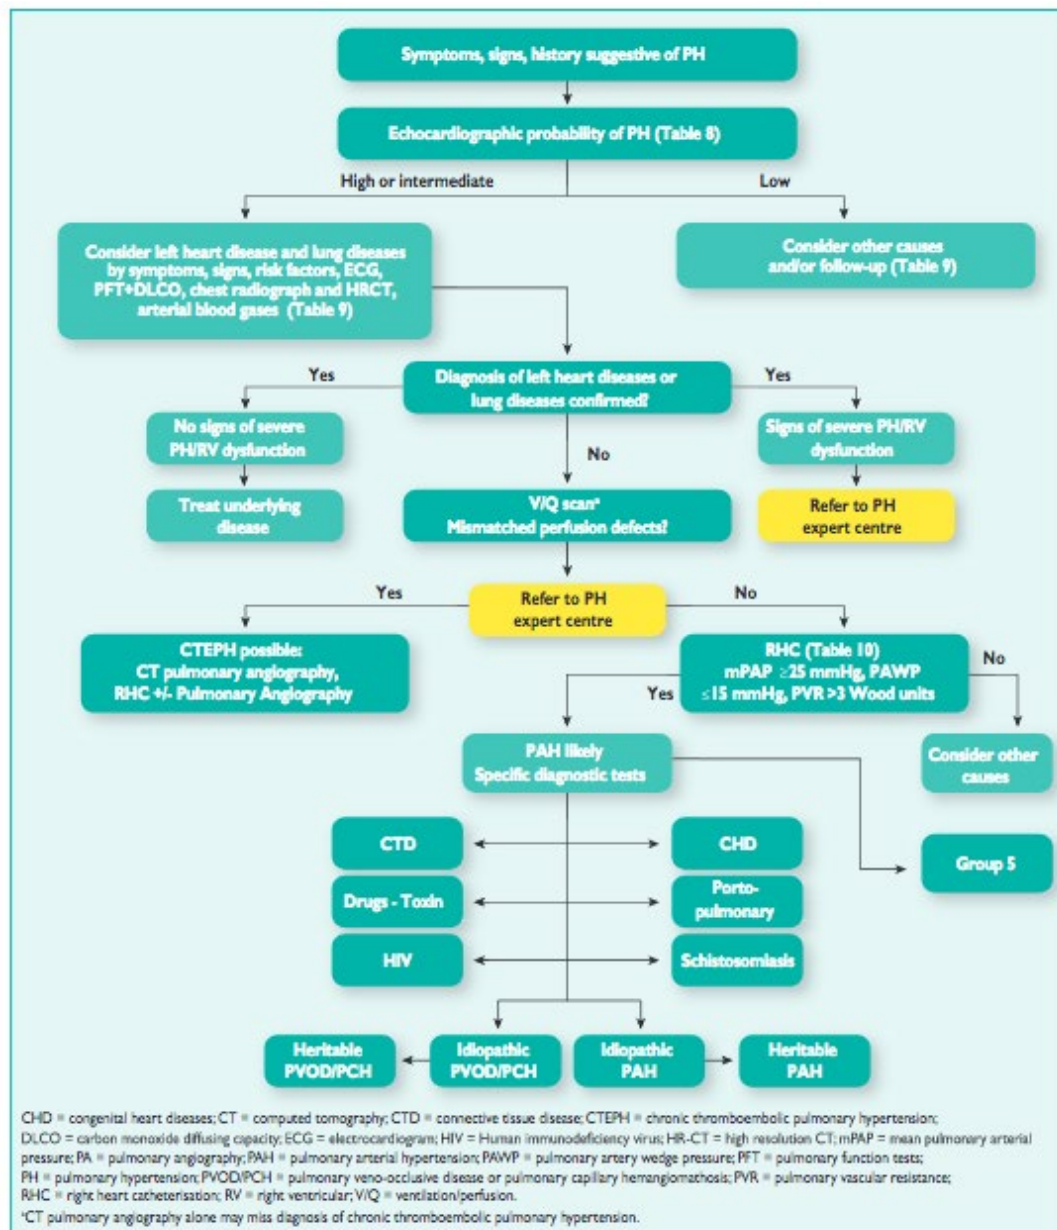 Symptoms, signs, history suggestive of PH
Echocardiographic probability of PH (Table 8)
High or intermediate
Low
Consider left heart disease and lung diseases
by symptoms, signs, risk factors, ECG,
PFT+DLCO, chest radiograph and HRCT,
arterial blood gases (Table 9)
Consider other causes
and/or follow-up (Table 9)
Yes
Diagnosis of left heart diseases or
lung diseases confirmed?
Yes
No signs of severe
PH/RV dysfunction
Signs of severe PH/RV
dysfunction
No
Treat underlying
disease
V/Q scanª
Mismatched perfusion defects?
Refer to PH
expert centre
Yes
Refer to PH
expert centre
No
CTEPH possible:
CT pulmonary angiography,
RHC +/- Pulmonary Angiography
RHC (Table 10)
mPAP ≥25 mmHg, PAWP
≤15 mmHg, PVR >3 Wood units
No
Yes
PAH likely
Specific diagnostic tests
Consider other
causes
CTD
CHD
Group 5
Drugs - Toxin
Porto-
pulmonary
HIV
Schistosomiasis
Heritable
PVOD/PCH
Idiopathic
PVOD/PCH
Idiopathic
PAH
Heritable
PAH
CHD = congenital heart diseases; CT = computed tomography; CTD = connective tissue disease; CTEPH = chronic thromboembolic pulmonary hypertension;
DLCO = carbon monoxide diffusing capacity; ECG = electrocardiogram; HIV = Human immunodeficiency virus; HR-CT = high resolution CT; mPAP = mean pulmonary arterial
pressure; PA = pulmonary angiography; PAH = pulmonary arterial hypertension; PAWP = pulmonary artery wedge pressure; PFT = pulmonary function tests;
PH = pulmonary hypertension; PVOD/PCH = pulmonary veno-occlusive disease or pulmonary capillary hemangiomathosis; PVR = pulmonary vascular resistance;
RHC = right heart catheterisation; RV = right ventricular; V/Q = ventilation/perfusion.
ªCT pulmonary angiography alone may miss diagnosis of chronic thromboembolic pulmonary hypertension.